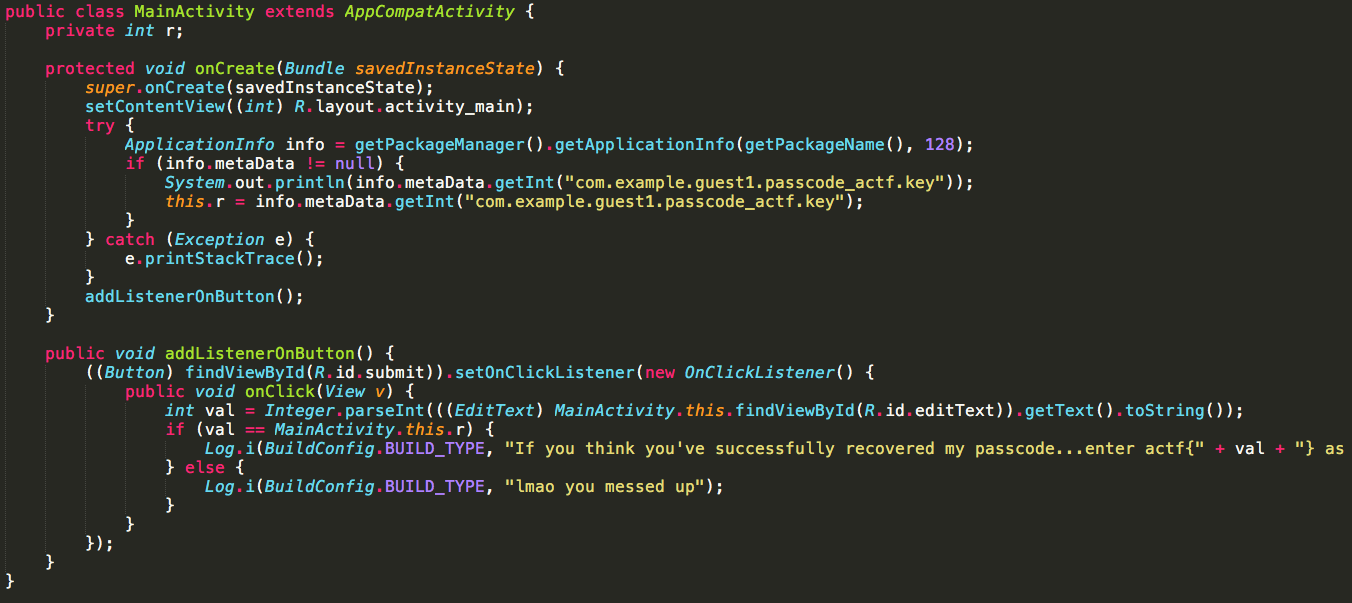 public class MainActivity extends AppCompatActivity {
    private int r;

    protected void onCreate(Bundle savedInstanceState) {
        super.onCreate(savedInstanceState);
        setContentView((int) R.layout.activity_main);
        try {
            ApplicationInfo info = getPackageManager().getApplicationInfo(getPackageName(), 128);
            if (info.metaData != null) {
                System.out.println(info.metaData.getInt("com.example.guest1.passcode_actf.key"));
                this.r = info.metaData.getInt("com.example.guest1.passcode_actf.key");
            }
        } catch (Exception e) {
            e.printStackTrace();
        }
        addListenerOnButton();
    }

    public void addListenerOnButton() {
        ((Button) findViewById(R.id.submit)).setOnClickListener(new OnClickListener() {
            public void onClick(View v) {
                int val = Integer.parseInt(((EditText) MainActivity.this.findViewById(R.id.editText)).getText().toString());
                if (val == MainActivity.this.r) {
                    Log.i(BuildConfig.BUILD_TYPE, "If you think you've successfully recovered my passcode...enter actf{" + val + "} as
                } else {
                    Log.i(BuildConfig.BUILD_TYPE, "lmao you messed up");
                }
            }
        });
    }
}